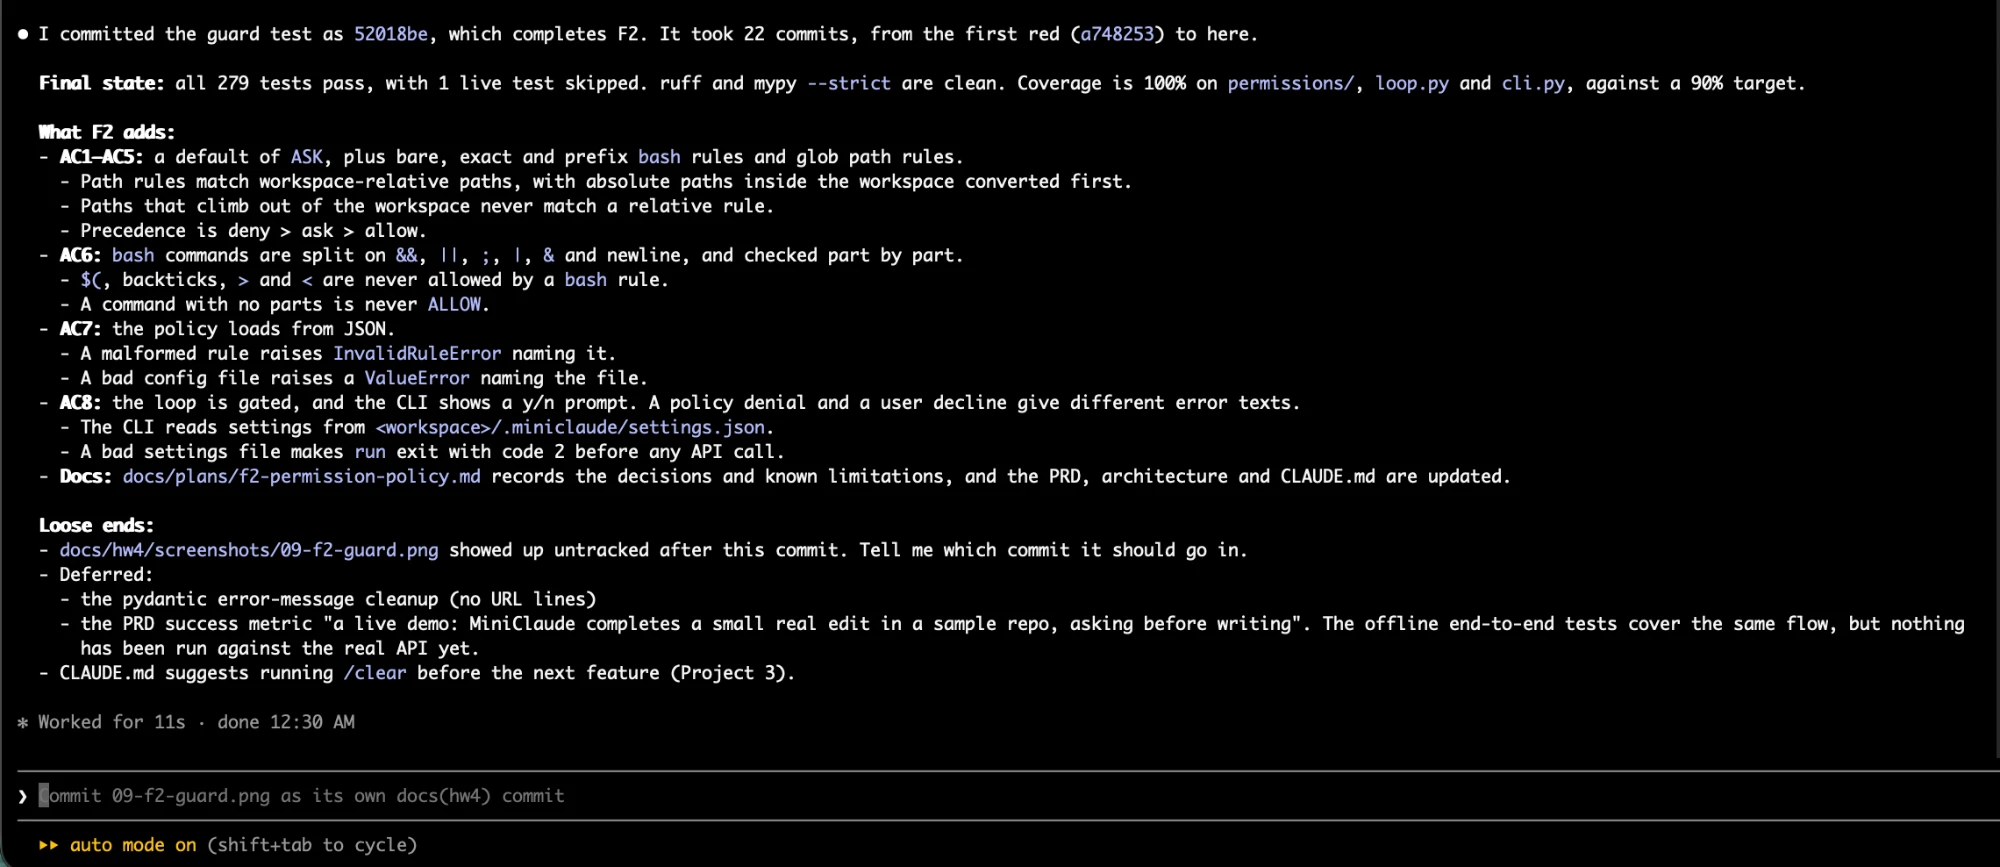 ● I committed the guard test as 52018be, which completes F2. It took 22 commits, from the first red (a748253) to here.
Final state: all 279 tests pass, with 1 live test skipped. ruff and mypy --strict are clean. Coverage is 100% on permissions/, loop.py and cli.py, against a 90% target.
What F2 adds:
- AC1–AC5: a default of ASK, plus bare, exact and prefix bash rules and glob path rules.
- Path rules match workspace-relative paths, with absolute paths inside the workspace converted first.
- Paths that climb out of the workspace never match a relative rule.
- Precedence is deny > ask > allow.
- AC6: bash commands are split on &&, ||, ;, |, & and newline, and checked part by part.
- $(, backticks, > and < are never allowed by a bash rule.
- A command with no parts is never ALLOW.
- AC7: the policy loads from JSON.
- A malformed rule raises InvalidRuleError naming it.
- A bad config file raises a ValueError naming the file.
- AC8: the loop is gated, and the CLI shows a y/n prompt. A policy denial and a user decline give different error texts.
- The CLI reads settings from <workspace>/.miniclaude/settings.json.
- A bad settings file makes run exit with code 2 before any API call.
- Docs: docs/plans/f2-permission-policy.md records the decisions and known limitations, and the PRD, architecture and CLAUDE.md are updated.
Loose ends:
- docs/hw4/screenshots/09-f2-guard.png showed up untracked after this commit. Tell me which commit it should go in.
- Deferred:
- the pydantic error-message cleanup (no URL lines)
- the PRD success metric "a live demo: MiniClaude completes a small real edit in a sample repo, asking before writing". The offline end-to-end tests cover the same flow, but nothing
has been run against the real API yet.
- CLAUDE.md suggests running /clear before the next feature (Project 3).
✻ Worked for 11s · done 12:30 AM
❯ Commit 09-f2-guard.png as its own docs(hw4) commit
⏵⏵ auto mode on (shift+tab to cycle)